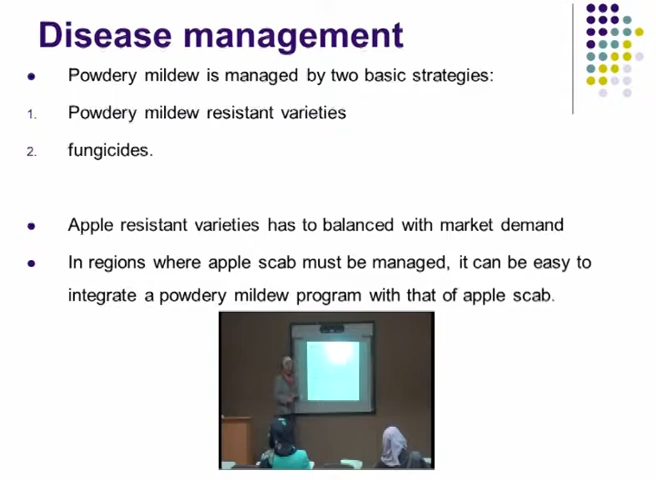 Disease management
• Powdery mildew is managed by two basic strategies:
1. Powdery mildew resistant varieties
2. fungicides.
• Apple resistant varieties has to balanced with market demand
• In regions where apple scab must be managed, it can be easy to
integrate a powdery mildew program with that of apple scab.